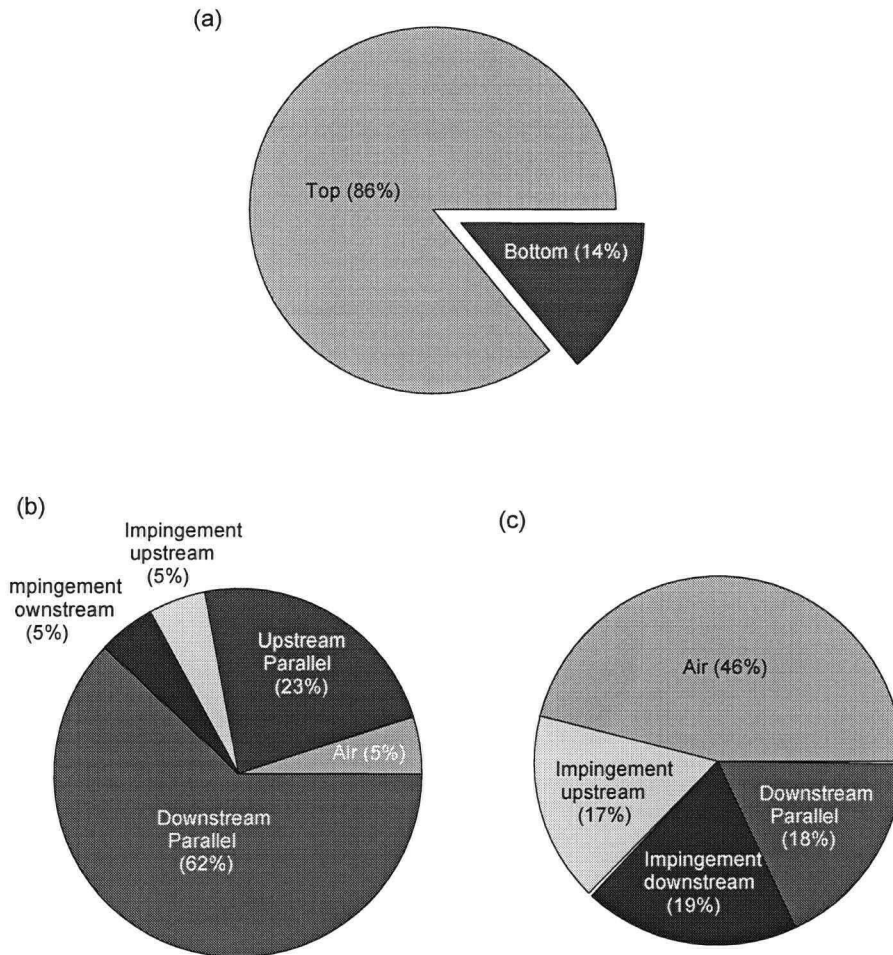 (a)
Top (86%)
Bottom (14%)
(b)
Impingement
upstream
(5%)
mpingement
ownstream
(5%)
Upstream
Parallel
(23%)
Air (5%)
Downstream
Parallel
(62%)
(c)
Air (46%)
Impingement
upstream
(17%)
Downstream
Parallel
(18%)
Impingement
downstream
(19%)